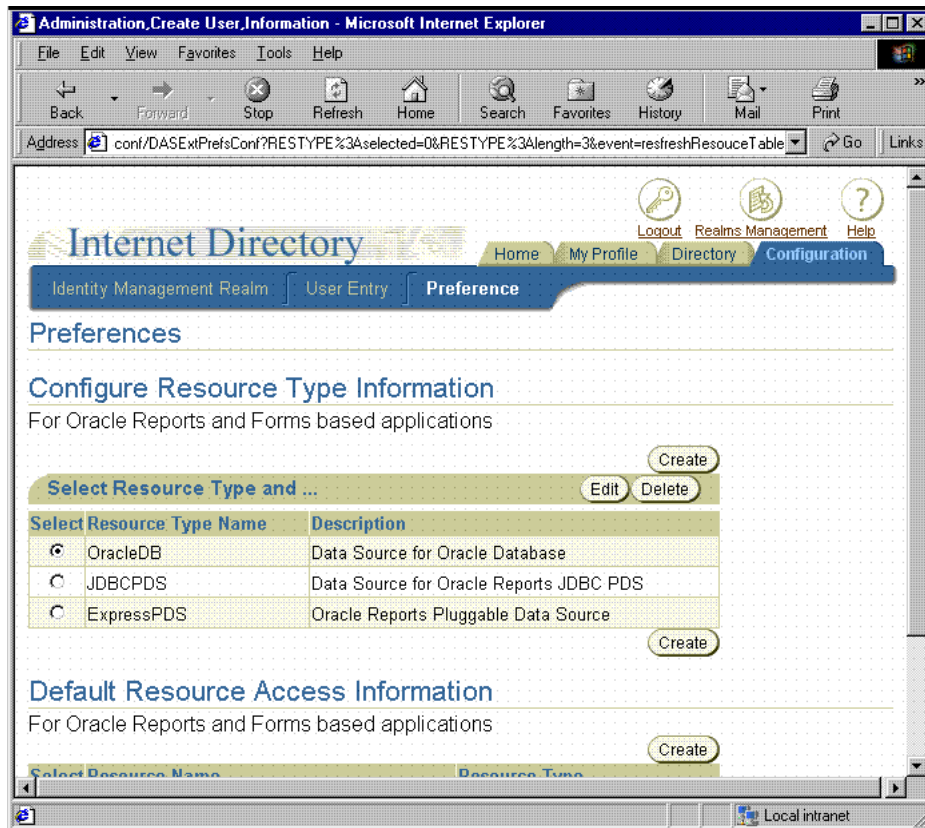 Administration,Create User,Information - Microsoft Internet Explorer
File Edit View Favorites Tools Help
Back Forward Stop Refresh Home Search Favorites History Mail Print »
Address conf/DASExtPrefsConf?RESTYPE%3Aselected=0&RESTYPE%3Alength=3&event=resfreshResouceTable Go Links
Internet Directory
Logout Realms Management Help
Home My Profile Directory Configuration
Identity Management Realm User Entry Preference
Preferences
Configure Resource Type Information
For Oracle Reports and Forms based applications
Create
Select Resource Type and ... Edit Delete
Select Resource Type Name Description
OracleDB Data Source for Oracle Database
JDBCPDS Data Source for Oracle Reports JDBC PDS
ExpressPDS Oracle Reports Pluggable Data Source
Create
Default Resource Access Information
For Oracle Reports and Forms based applications
Create
Select Resource Name Resource Type
Local intranet